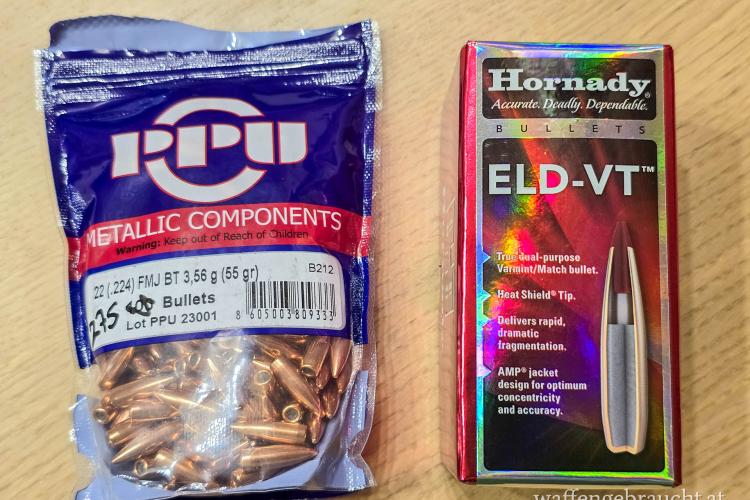 PPU
METALLIC COMPONENTS
Warning: Keep out of Reach of Children
.22 (.224) FMJ BT 3,56 g (55 gr)
B212
275 Bullets
Lot PPU 23001
8 605003 809333
Hornady®
Accurate. Deadly. Dependable.
BULLETS
ELD-VT™
True dual-purpose
Varmint/Match bullet.
Heat Shield® Tip.
Delivers rapid,
dramatic
fragmentation.
AMP® jacket
design for optimum
concentricity
and accuracy.
waffengebraucht.at